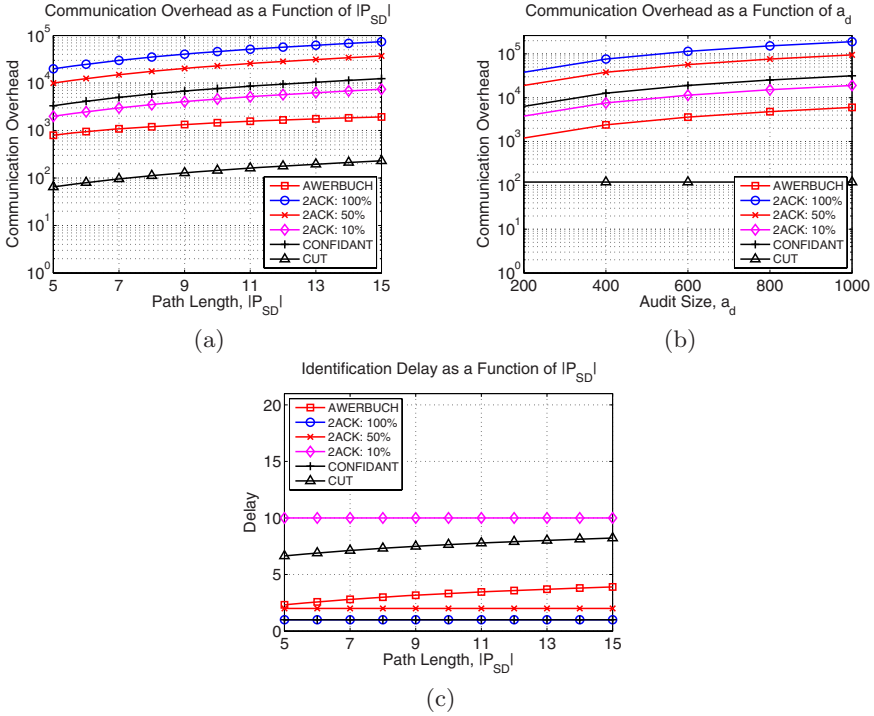 Communication Overhead as a Function of |P_SD|
10^5
10^4
10^3
10^2
10^1
10^0
Communication Overhead
AWERBUCH
2ACK: 100%
2ACK: 50%
2ACK: 10%
CONFIDANT
CUT
5 7 9 11 13 15
Path Length, |P_SD|
(a)
Communication Overhead as a Function of a_d
10^5
10^4
10^3
10^2
10^1
10^0
Communication Overhead
AWERBUCH
2ACK: 100%
2ACK: 50%
2ACK: 10%
CONFIDANT
CUT
200 400 600 800 1000
Audit Size, a_d
(b)
Identification Delay as a Function of |P_SD|
20
15
10
5
0
Delay
AWERBUCH
2ACK: 100%
2ACK: 50%
2ACK: 10%
CONFIDANT
CUT
5 7 9 11 13 15
Path Length, |P_SD|
(c)